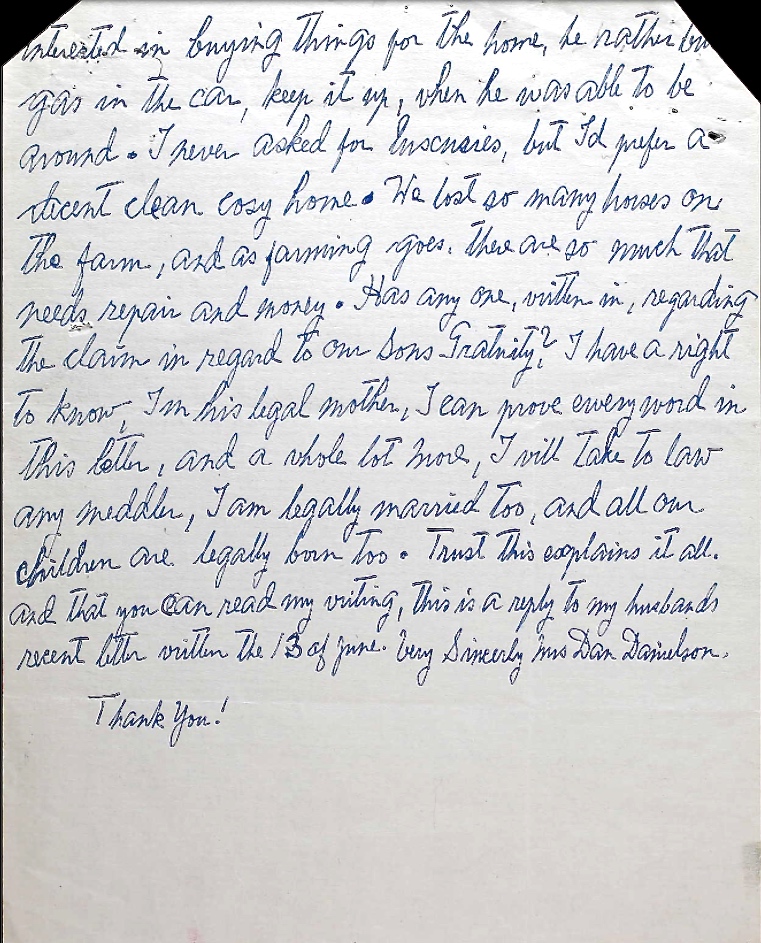 interested in buying things for the home, he rather
gas in the car, keep it up, when he was able to be
around. I never asked for luscusries, but I'd prefer a
decent clean cosy home. We lost so many horses on
the farm, and as farming goes. there are so much that
needs repair and money. Has any one, written in, regarding
the claim in regard to our sons Gratuity? I have a right
to know, I'm his legal mother, I can prove every word in
this letter, and a whole lot more, I will take to law
any meddler, I am legally married too, and all our
children are legally born too. Trust this explains it all.
and that you can read my writing, this is a reply to my husbands
recent letter written the 13 of june. Very Sincerly Mrs Dan Danielson.
Thank You!